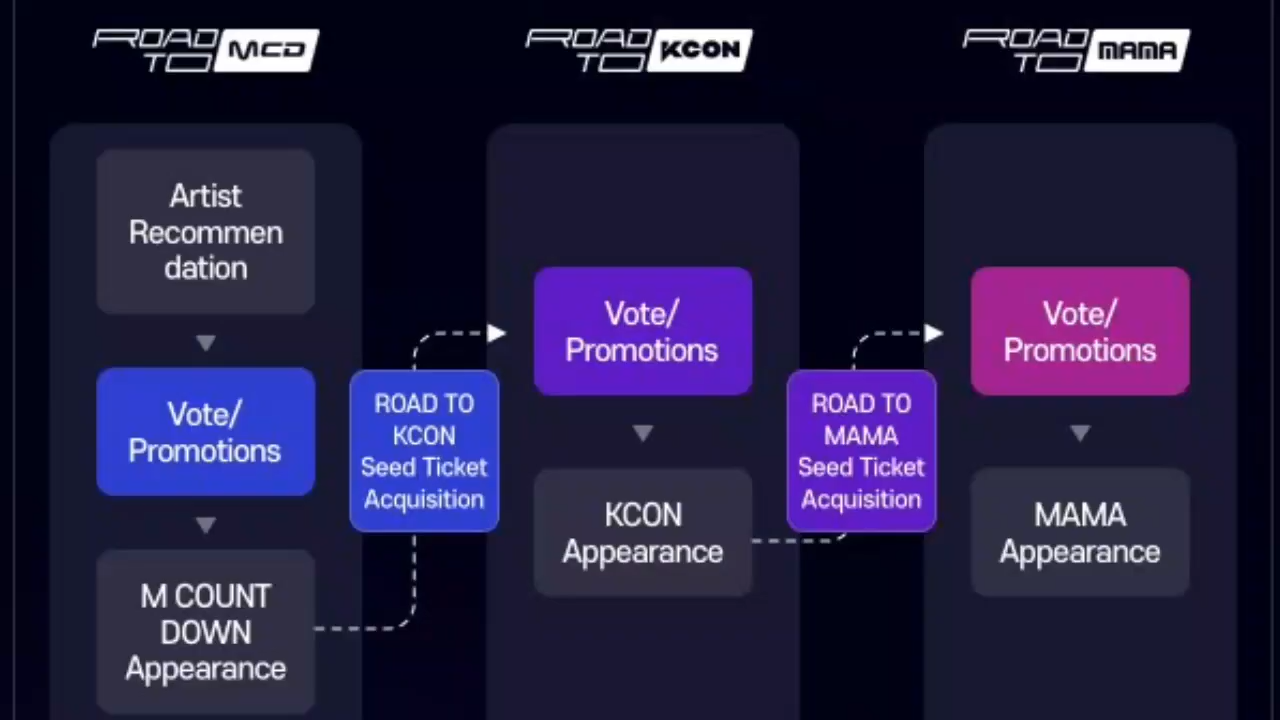 ROAD TO MCD
ROAD TO KCON
ROAD TO MAMA
Artist
Recommen
dation
Vote/
Promotions
M COUNT
DOWN
Appearance
ROAD TO
KCON
Seed Ticket
Acquisition
Vote/
Promotions
KCON
Appearance
ROAD TO
MAMA
Seed Ticket
Acquisition
Vote/
Promotions
MAMA
Appearance